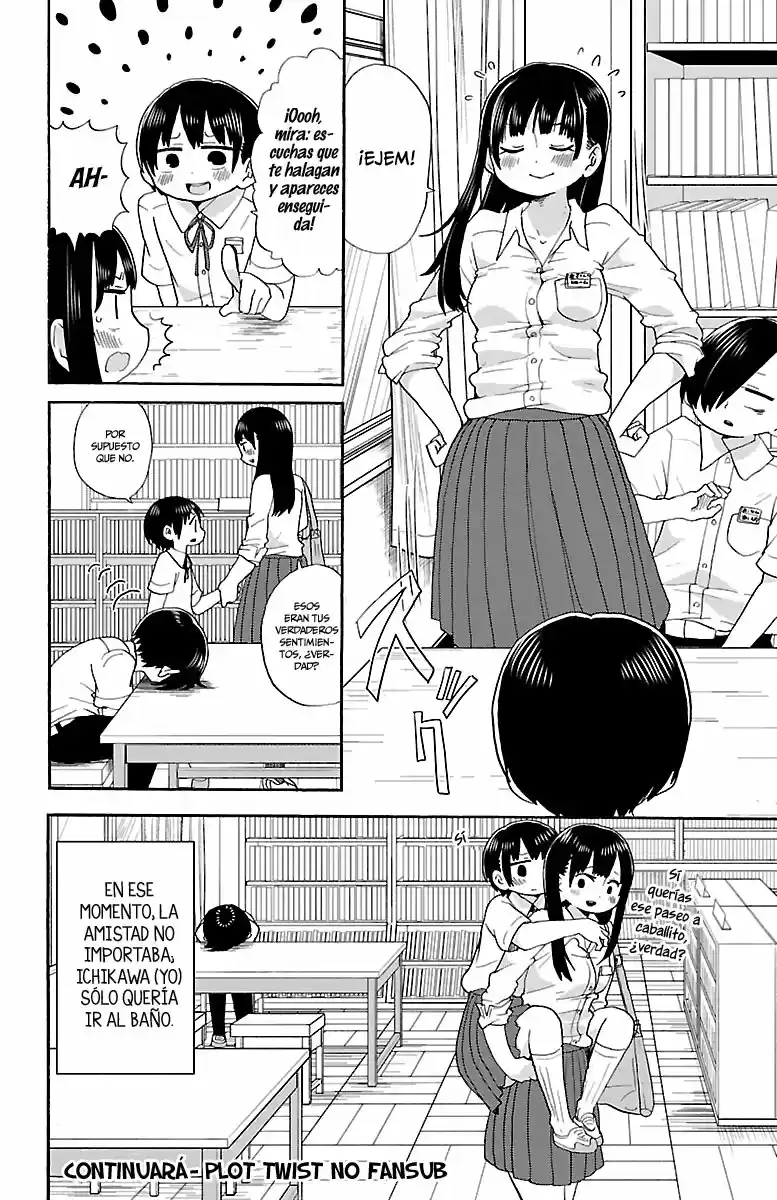 ¡EJEM!
¡Oooh,
mira: es-
cuchas que
te halagan
y apareces
enseguι-
da!
AH-
POR
SUPUESTO
QUE NO.
ESOS
ERAN TUS
VERDADEROS
SENTIMIEN-
TOS, ¿VER-
DAD?
SÍ
Sí
querías
ese paseo a
caballito,
¿verdad?
EN ESE
MOMENTO, LA
AMISTAD NO
IMPORTABA,
ICHIKAWA (YO)
SÓLO QUERÍA
IR AL BAÑO.
CONTINUARÁ - PLOT TWIST NO FANSUB